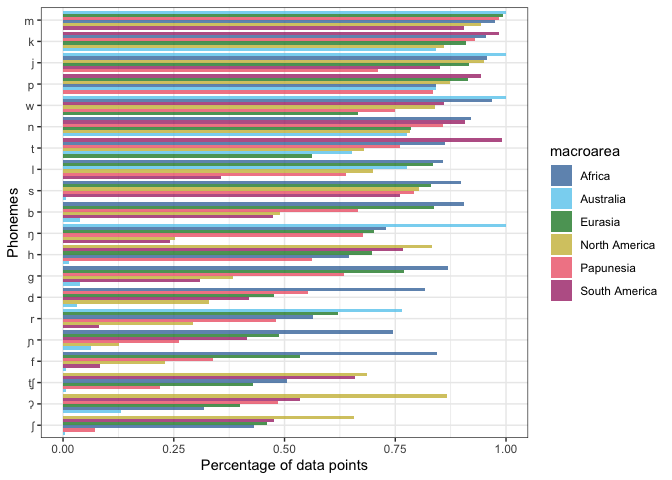 m
k
j
p
w
n
t
l
s
b
ŋ
h
g
d
r
ɲ
f
tʃ
ʔ
ʃ
Phonemes
0.00 0.25 0.50 0.75 1.00
Percentage of data points
macroarea
Africa
Australia
Eurasia
North America
Papunesia
South America